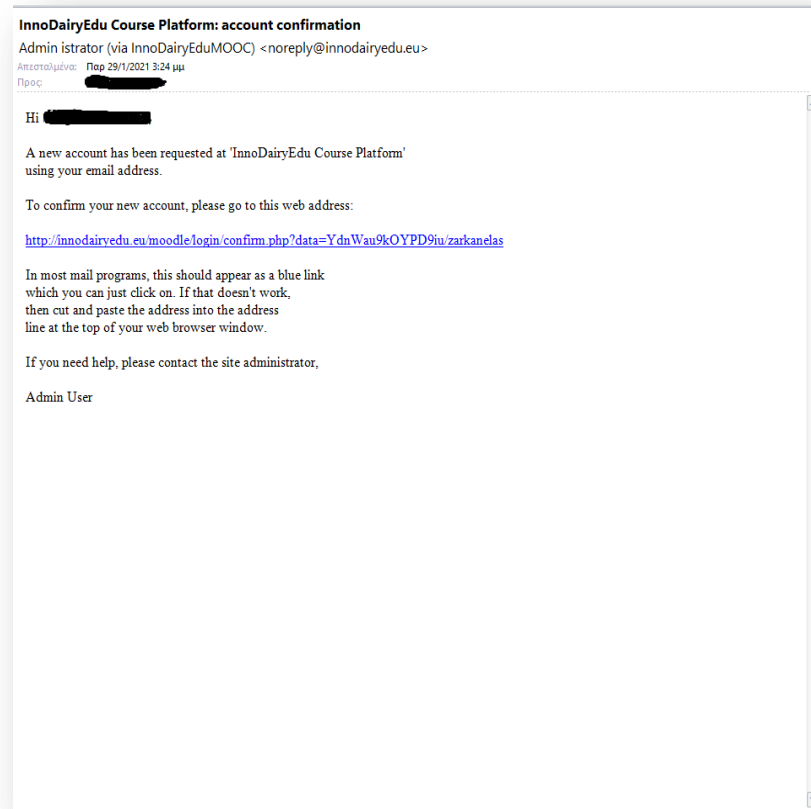 InnoDairyEdu Course Platform: account confirmation
Admin istrator (via InnoDairyEduMOOC) <noreply@innodairyedu.eu>
Απεσταλμένα: Παρ 29/1/2021 3:24 μμ
Προς:
Hi
A new account has been requested at 'InnoDairyEdu Course Platform'
using your email address.
To confirm your new account, please go to this web address:
http://innodairyedu.eu/moodle/login/confirm.php?data=YdnWau9kOYPD9iu/zarkanelas
In most mail programs, this should appear as a blue link
which you can just click on. If that doesn't work,
then cut and paste the address into the address
line at the top of your web browser window.
If you need help, please contact the site administrator,
Admin User